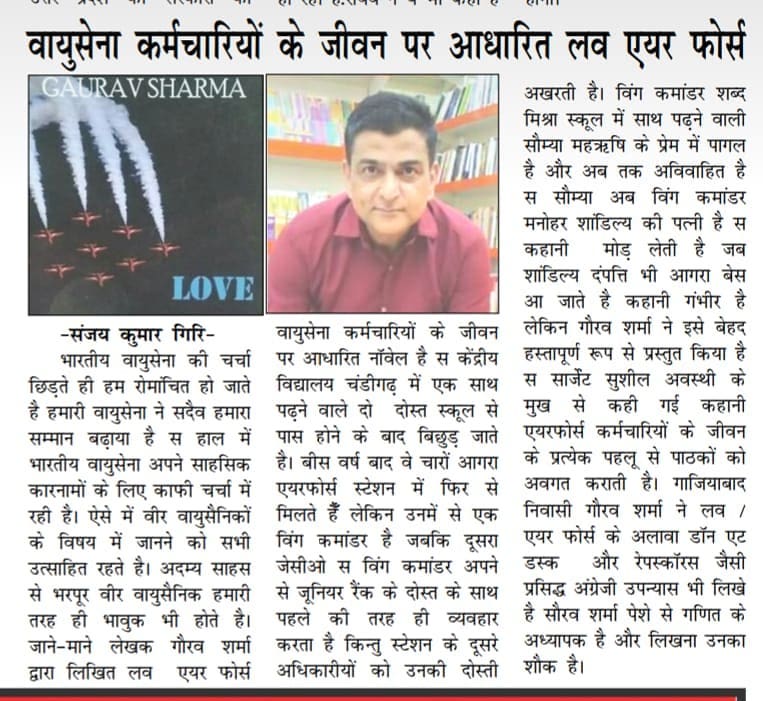 वायुसेना कर्मचारियों के जीवन पर आधारित लव एयर फोर्स
GAURAV SHARMA
LOVE
-संजय कुमार गिरि-
भारतीय वायुसेना की चर्चा
छिड़ते ही हम रोमांचित हो जाते
है हमारी वायुसेना ने सदैव हमारा
सम्मान बढ़ाया है स हाल में
भारतीय वायुसेना अपने साहसिक
कारनामों के लिए काफी चर्चा में
रही है। ऐसे में वीर वायुसैनिकों
के विषय में जानने को सभी
उत्साहित रहते है। अदम्य साहस
से भरपूर वीर वायुसैनिक हमारी
तरह ही भावुक भी होते है।
जाने-माने लेखक गौरव शर्मा
द्वारा लिखित लव एयर फोर्स
वायुसेना कर्मचारियों के जीवन
पर आधारित नॉवेल है स केंद्रीय
विद्यालय चंडीगढ़ में एक साथ
पढ़ने वाले दो दोस्त स्कूल से
पास होने के बाद बिछुड़ जाते
है। बीस वर्ष बाद वे चारों आगरा
एयरफोर्स स्टेशन में फिर से
मिलते हैं लेकिन उनमें से एक
विंग कमांडर है जबकि दूसरा
जेसीओ स विंग कमांडर अपने
से जूनियर रैंक के दोस्त के साथ
पहले की तरह ही व्यवहार
करता है किन्तु स्टेशन के दूसरे
अधिकारीयों को उनकी दोस्ती
अखरती है। विंग कमांडर शब्द
मिश्रा स्कूल में साथ पढ़ने वाली
सौम्या महऋषि के प्रेम में पागल
है और अब तक अविवाहित है
स सौम्या अब विंग कमांडर
मनोहर शांडिल्य की पत्नी है स
कहानी मोड़ लेती है जब
शांडिल्य दंपत्ति भी आगरा बेस
आ जाते है कहानी गंभीर है
लेकिन गौरव शर्मा ने इसे बेहद
हस्तापूर्ण रूप से प्रस्तुत किया है
स सार्जेंट सुशील अवस्थी के
मुख से कही गई कहानी
एयरफोर्स कर्मचारियों के जीवन
के प्रत्येक पहलू से पाठकों को
अवगत कराती है। गाजियाबाद
निवासी गौरव शर्मा ने लव /
एयर फोर्स के अलावा डॉन एट
डस्क और रेपस्कॉरस जैसी
प्रसिद्ध अंग्रेजी उपन्यास भी लिखे
है सौरव शर्मा पेशे से गणित के
अध्यापक है और लिखना उनका
शौक है।